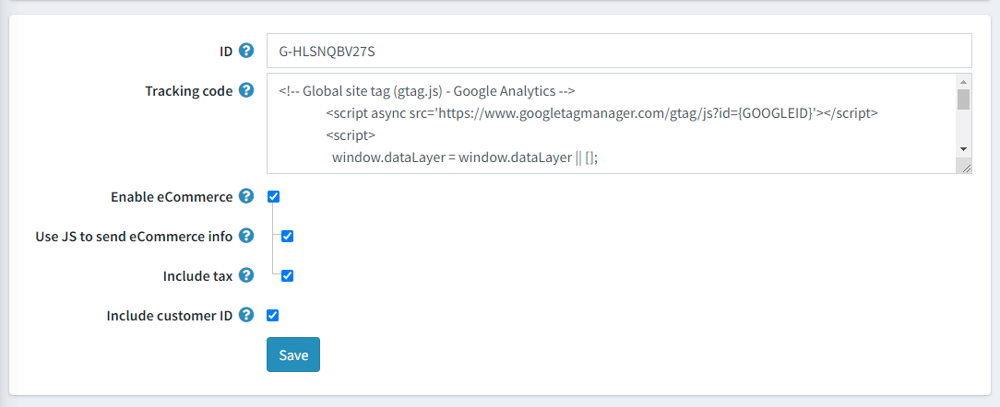 ID ? G-HLSNQBV27S
Tracking code ? <!-- Global site tag (gtag.js) - Google Analytics -->
<script async src='https://www.googletagmanager.com/gtag/js?id={GOOGLEID}'></script>
<script>
window.dataLayer = window.dataLayer || [];
Enable eCommerce ?
Use JS to send eCommerce info ?
Include tax ?
Include customer ID ?
Save